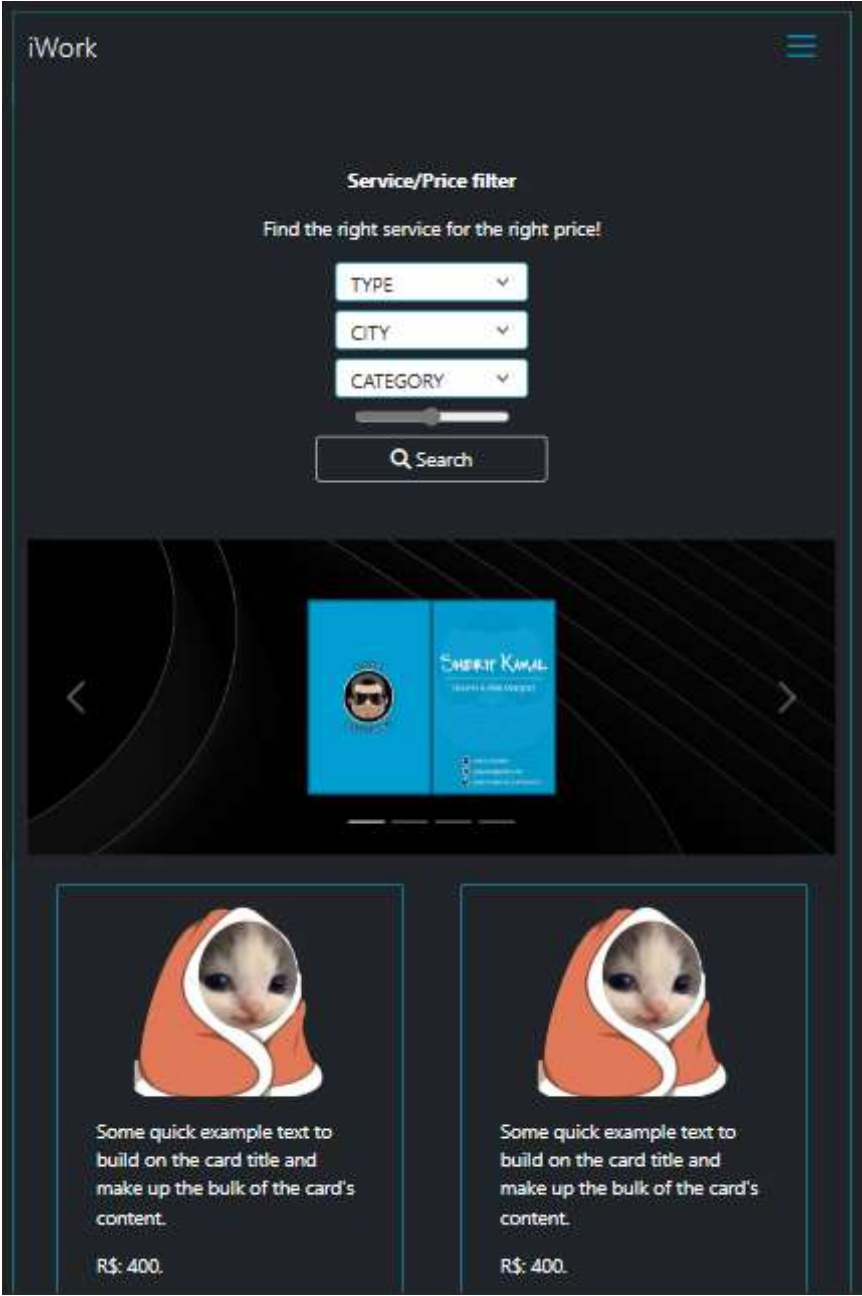 iWork
Service/Price filter
Find the right service for the right price!
TYPE
CITY
CATEGORY
Search
Some quick example text to
build on the card title and
make up the bulk of the card's
content.
R$: 400.
Some quick example text to
build on the card title and
make up the bulk of the card's
content.
R$: 400.